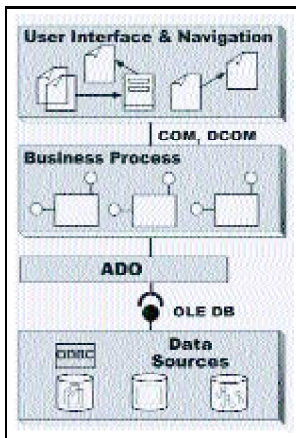 User Interface & Navigation
COM, DCOM
Business Process
ADO
OLE DB
Data
Sources
ODBC